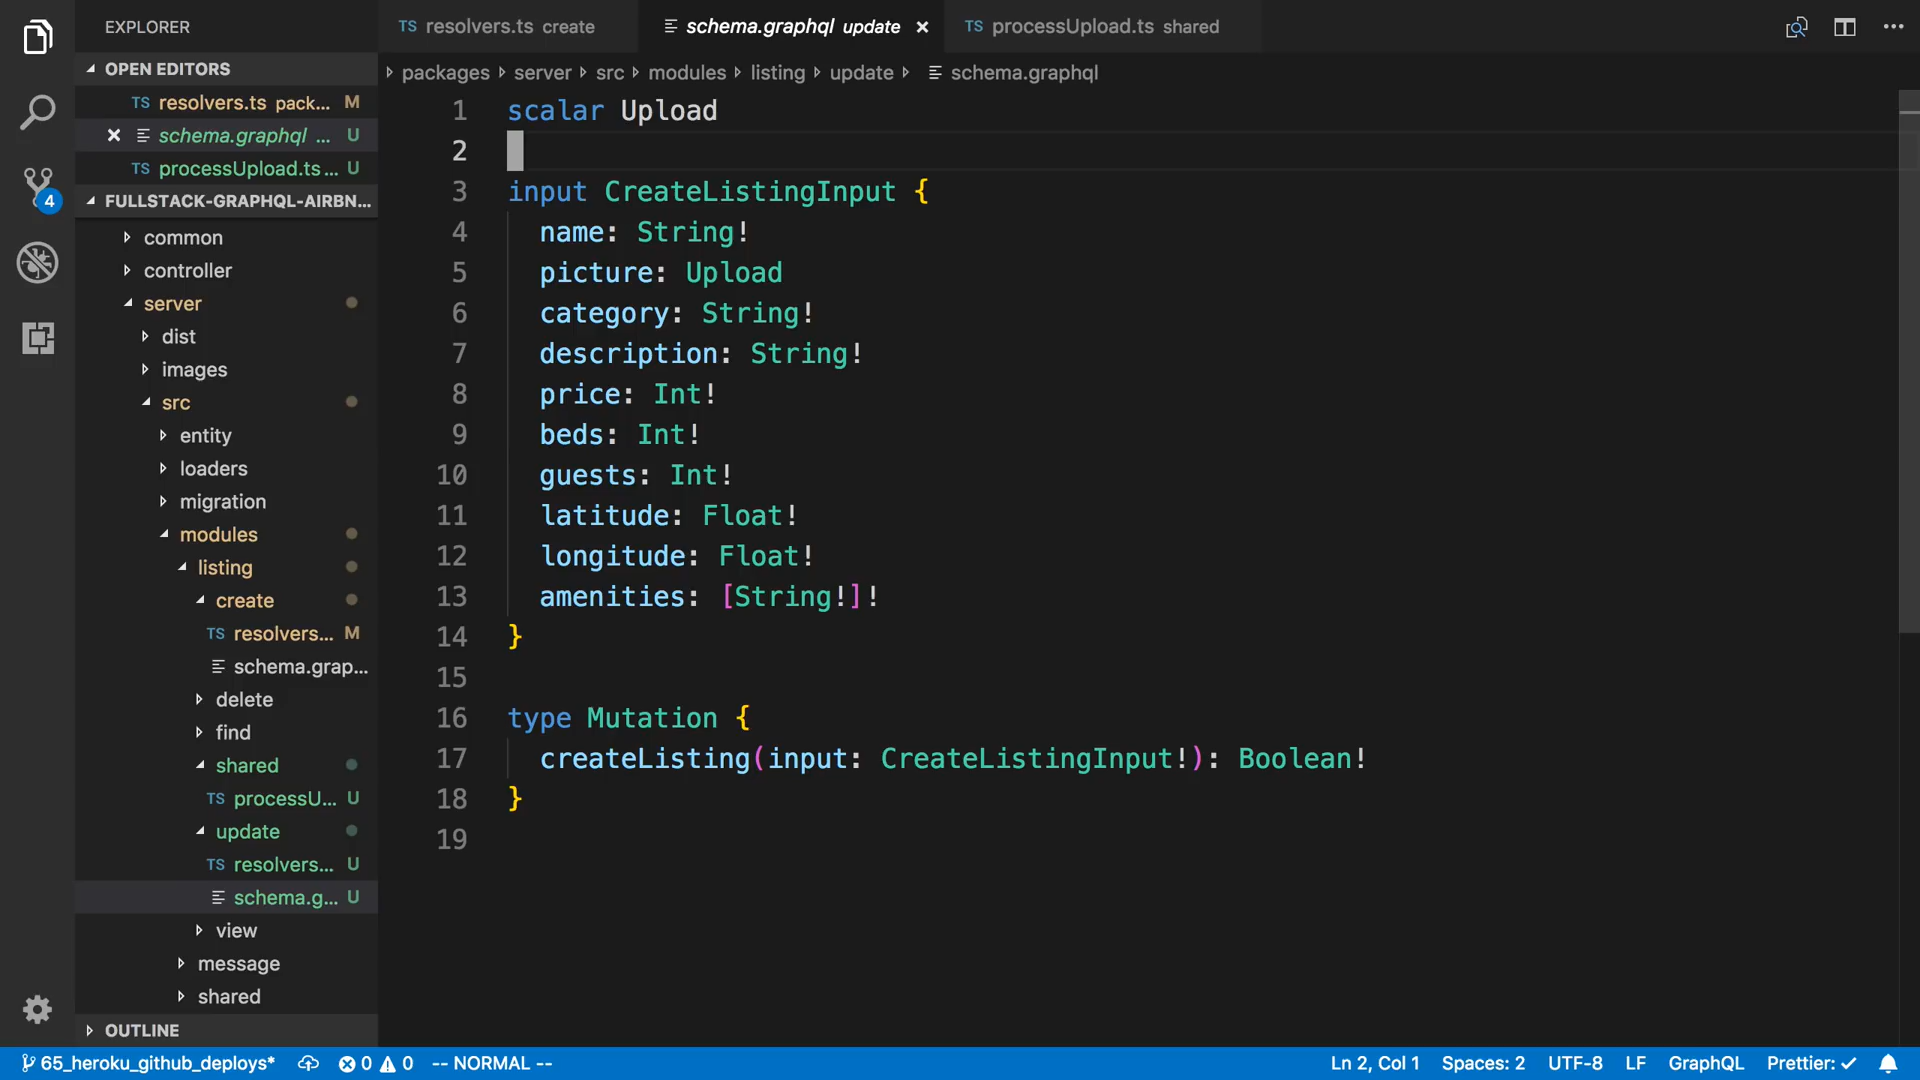 EXPLORER
OPEN EDITORS
TS resolvers.ts pack... M
schema.graphql ... U
TS processUpload.ts ... U
FULLSTACK-GRAPHQL-AIRBN...
common
controller
server
dist
images
src
entity
loaders
migration
modules
listing
create
TS resolvers... M
schema.grap...
delete
find
shared
TS processU... U
update
TS resolvers... U
schema.g... U
view
message
shared
OUTLINE
4
TS resolvers.ts create
schema.graphql update
TS processUpload.ts shared
packages server src modules listing update schema.graphql
1 scalar Upload
2
3 input CreateListingInput {
4 name: String!
5 picture: Upload
6 category: String!
7 description: String!
8 price: Int!
9 beds: Int!
10 guests: Int!
11 latitude: Float!
12 longitude: Float!
13 amenities: [String!]!
14 }
15
16 type Mutation {
17 createListing(input: CreateListingInput!): Boolean!
18 }
19
65_heroku_github_deploys* 0 0 -- NORMAL -- Ln 2, Col 1 Spaces: 2 UTF-8 LF GraphQL Prettier: ✓